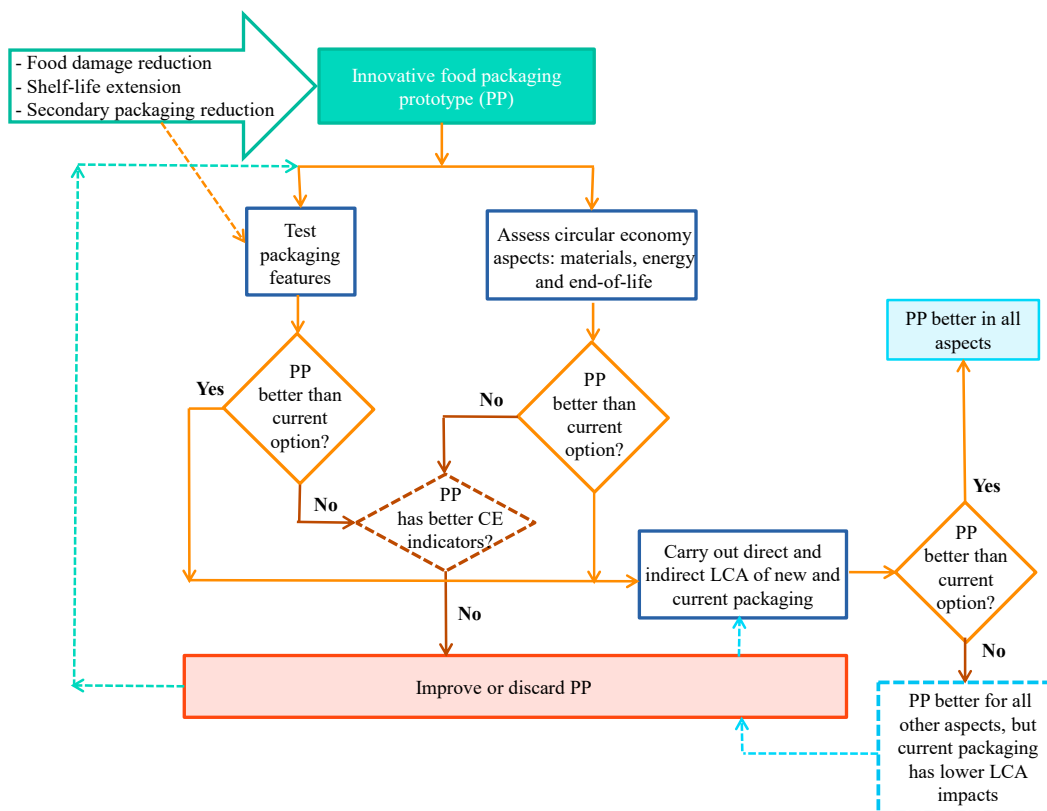 - Food damage reduction
- Shelf-life extension
- Secondary packaging reduction
Innovative food packaging
prototype (PP)
Test
packaging
features
Assess circular economy
aspects: materials, energy
and end-of-life
PP better in all
aspects
Yes
PP
better than
current
option?
No
PP
better than
current
option?
No
PP
has better CE
indicators?
No
Carry out direct and
indirect LCA of new and
current packaging
Yes
PP
better than
current
option?
No
Improve or discard PP
PP better for all
other aspects, but
current packaging
has lower LCA
impacts